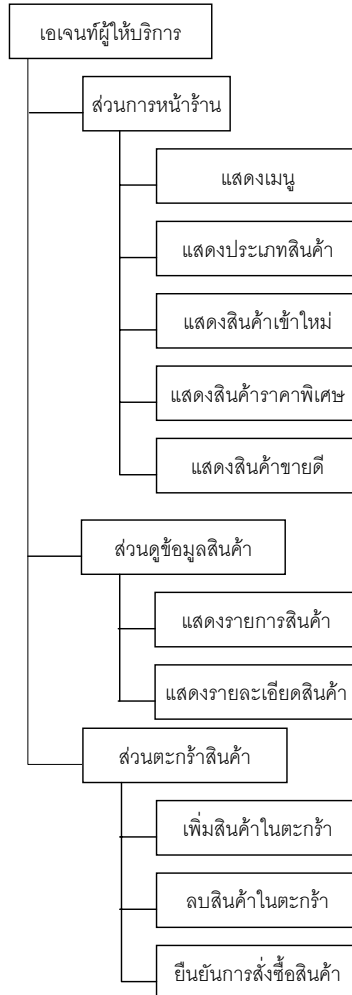 เอเจนท์ผู้ให้บริการ
ส่วนการหน้าร้าน
แสดงเมนู
แสดงประเภทสินค้า
แสดงสินค้าเข้าใหม่
แสดงสินค้าราคาพิเศษ
แสดงสินค้าขายดี
ส่วนดูข้อมูลสินค้า
แสดงรายการสินค้า
แสดงรายละเอียดสินค้า
ส่วนตะกร้าสินค้า
เพิ่มสินค้าในตะกร้า
ลบสินค้าในตะกร้า
ยืนยันการสั่งซื้อสินค้า